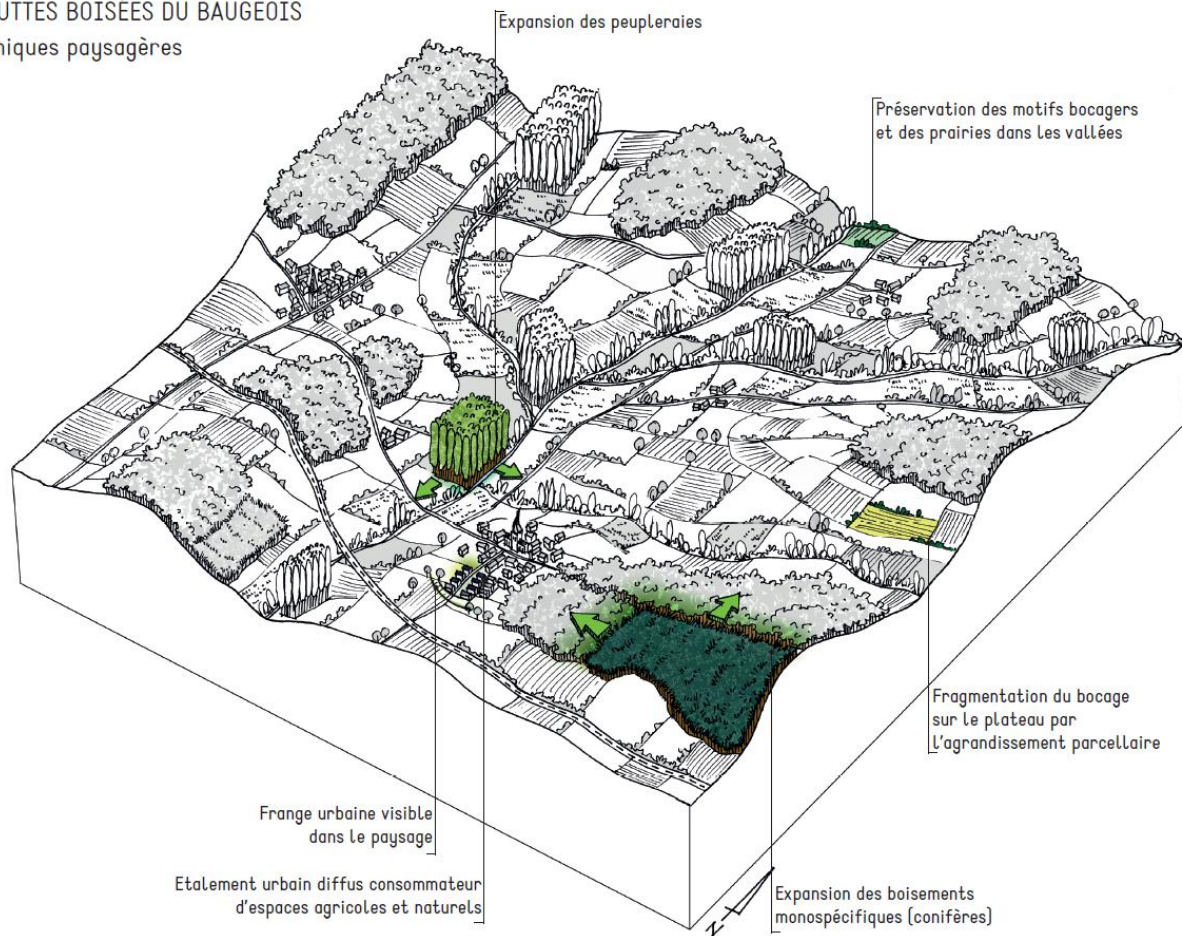 UTTES BOISEES DU BAUGEOIS
niques paysagères
Expansion des peupleraies
Préservation des motifs bocagers
et des prairies dans les vallées
Fragmentation du bocage
sur le plateau par
l'agrandissement parcellaire
Frange urbaine visible
dans le paysage
Etalement urbain diffus consommateur
d'espaces agricoles et naturels
Expansion des boisements
monospécifiques (conifères)
N